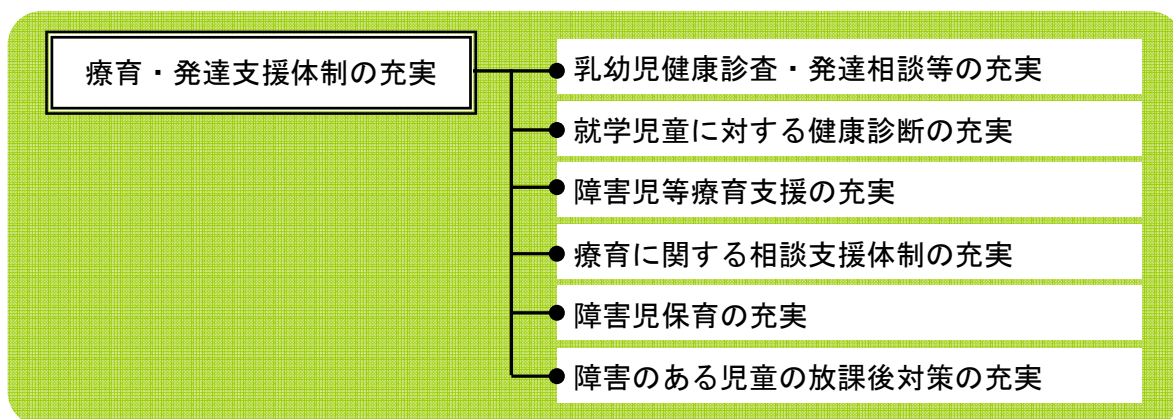 療育・発達支援体制の充実
乳幼児健康診査・発達相談等の充実
就学児童に対する健康診断の充実
障害児等療育支援の充実
療育に関する相談支援体制の充実
障害児保育の充実
障害のある児童の放課後対策の充実